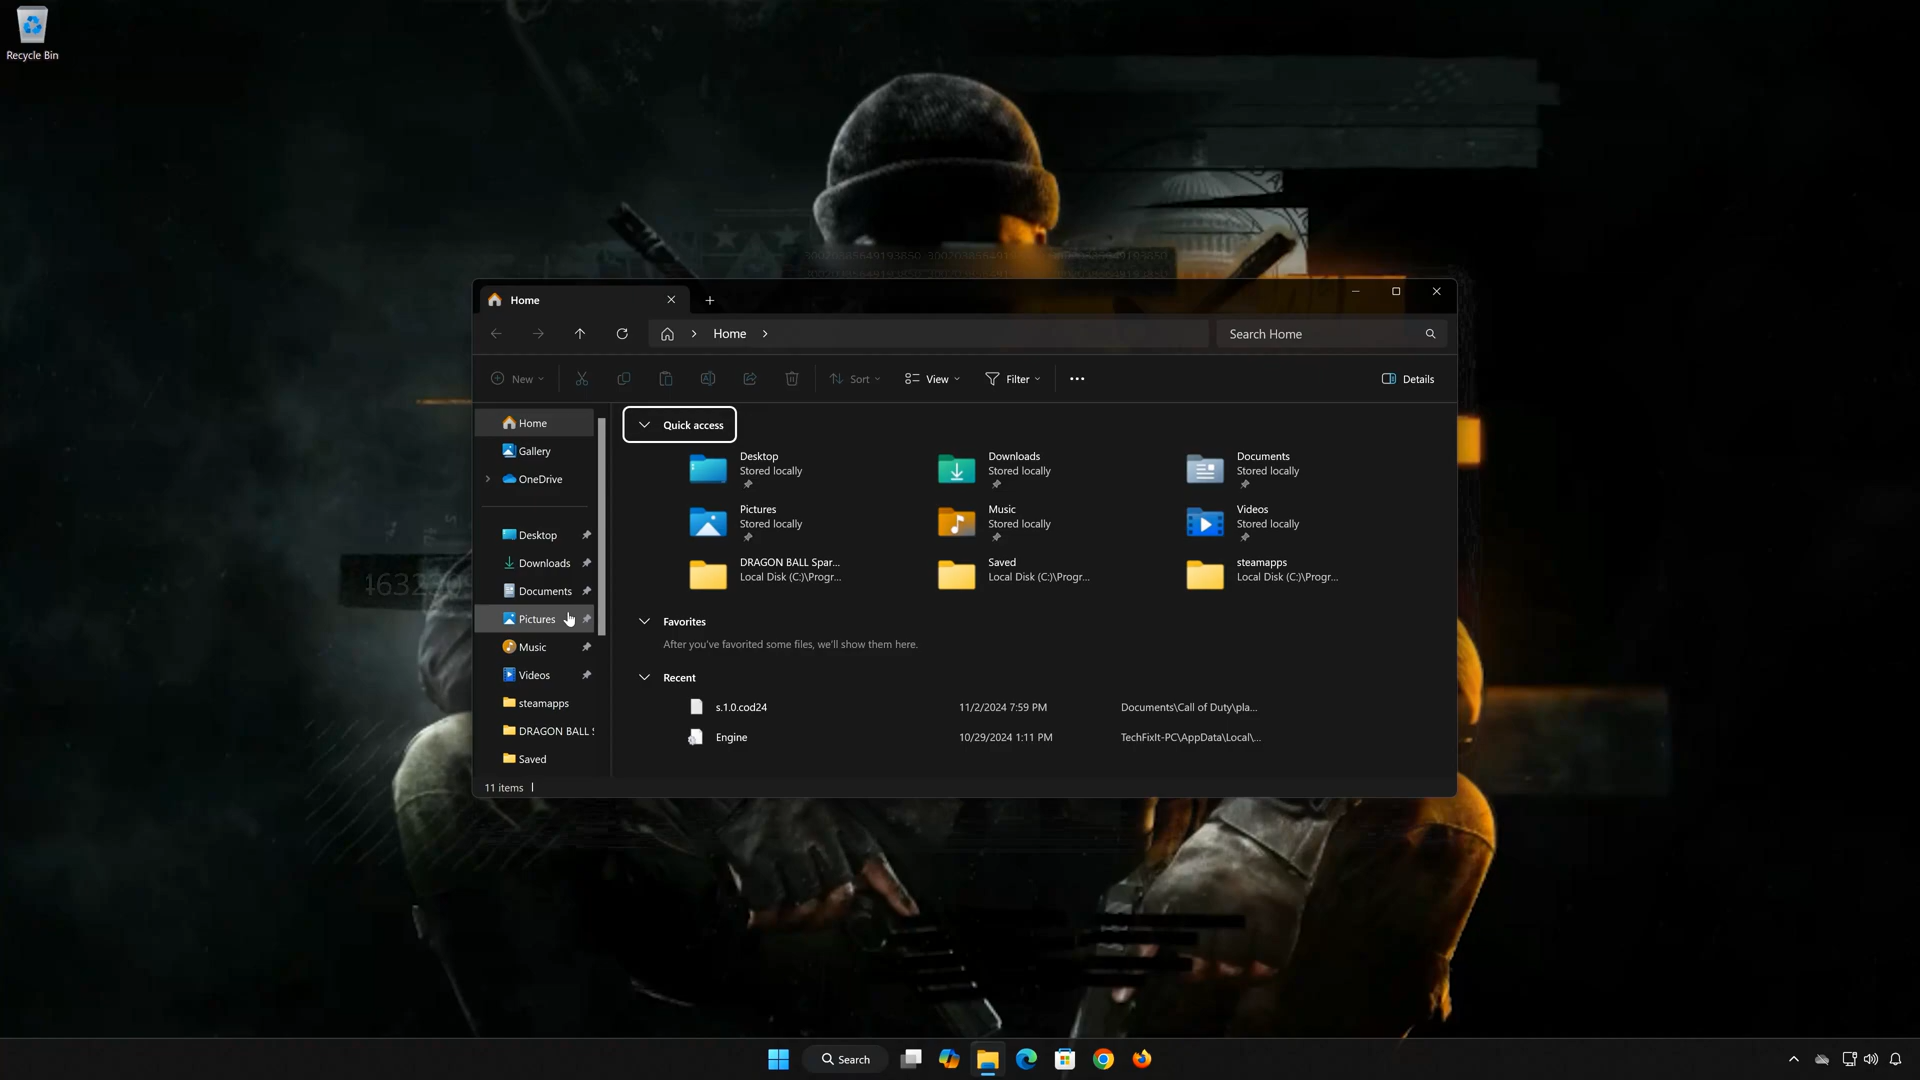 Recycle Bin
Home
Home
Search Home
New
Sort
View
Filter
Details
Home
Gallery
OneDrive
Desktop
Downloads
Documents
Pictures
Music
Videos
steamapps
DRAGON BALL S
Saved
Quick access
Desktop
Stored locally
Downloads
Stored locally
Documents
Stored locally
Pictures
Stored locally
Music
Stored locally
Videos
Stored locally
DRAGON BALL Spar...
Local Disk (C:)\Progr...
Saved
Local Disk (C:)\Progr...
steamapps
Local Disk (C:)\Progr...
Favorites
After you've favorited some files, we'll show them here.
Recent
s.1.0.cod24 11/2/2024 7:59 PM Documents\Call of Duty\pla...
Engine 10/29/2024 1:11 PM TechFixIt-PC\AppData\Local\...
11 items
Search